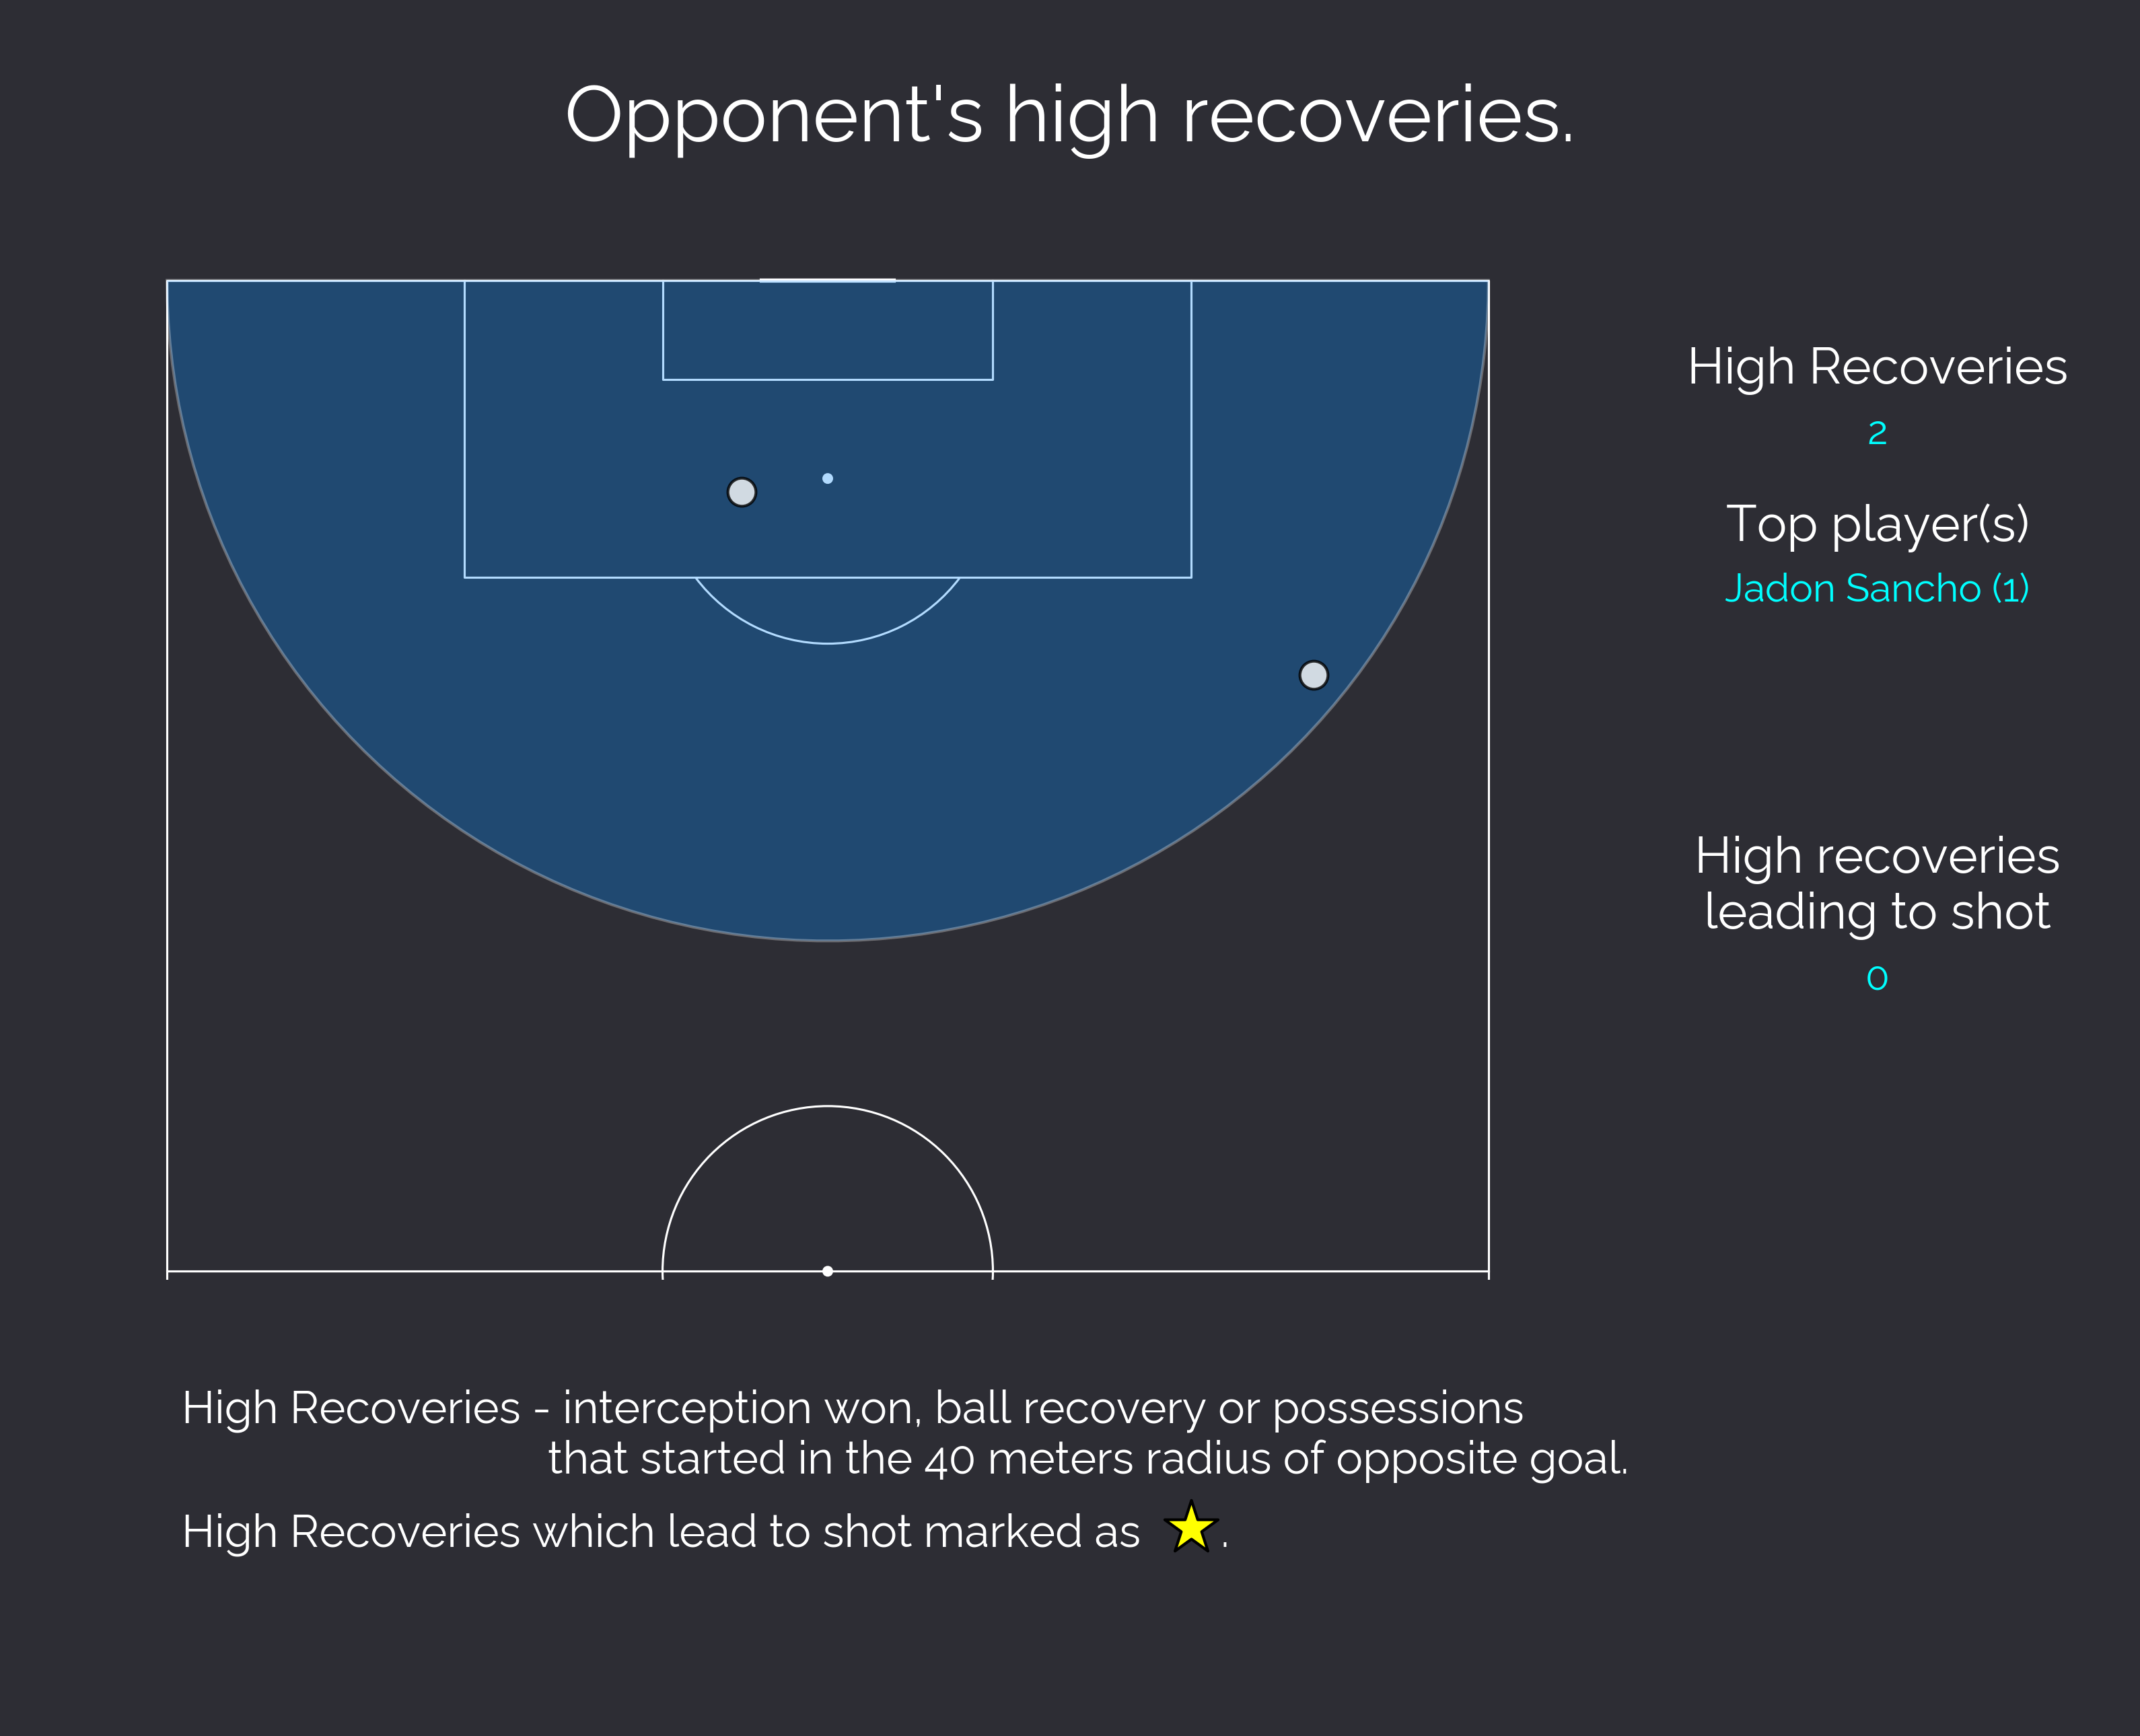 Opponent's high recoveries.
High Recoveries
2
Top player(s)
Jadon Sancho (1)
High recoveries
leading to shot
0
High Recoveries - interception won, ball recovery or possessions
that started in the 40 meters radius of opposite goal.
High Recoveries which lead to shot marked as .